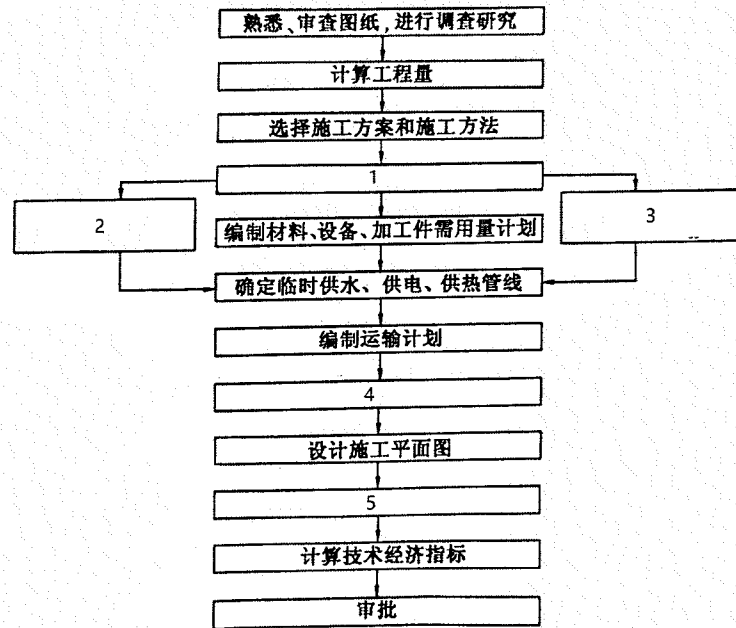 熟悉、审查图纸,进行调查研究
计算工程量
选择施工方案和施工方法
1
2
编制材料、设备、加工件需用量计划
3
确定临时供水、供电、供热管线
编制运输计划
4
设计施工平面图
5
计算技术经济指标
审批